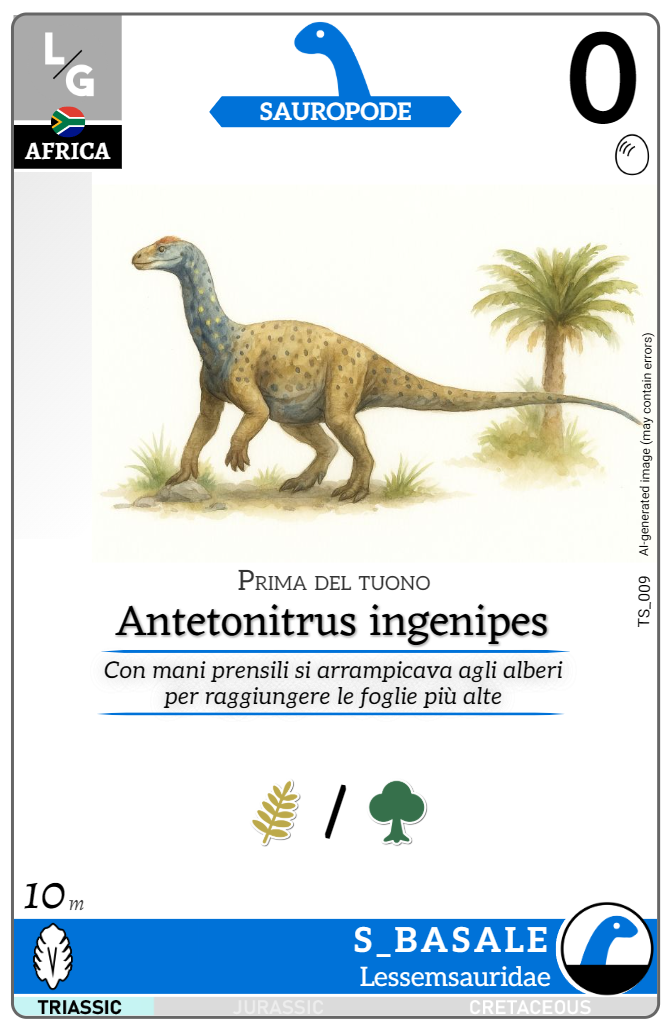 L/G
AFRICA
SAUROPODE
0
AI-generated image (may contain errors)
TS_009
PRIMA DEL TUONO
Antetonitrus ingenipes
Con mani prensili si arrampicava agli alberi
per raggiungere le foglie più alte
/
10 m
V
S_BASALE
Lessemsauridae
TRIASSIC JURASSIC CRETACEOUS